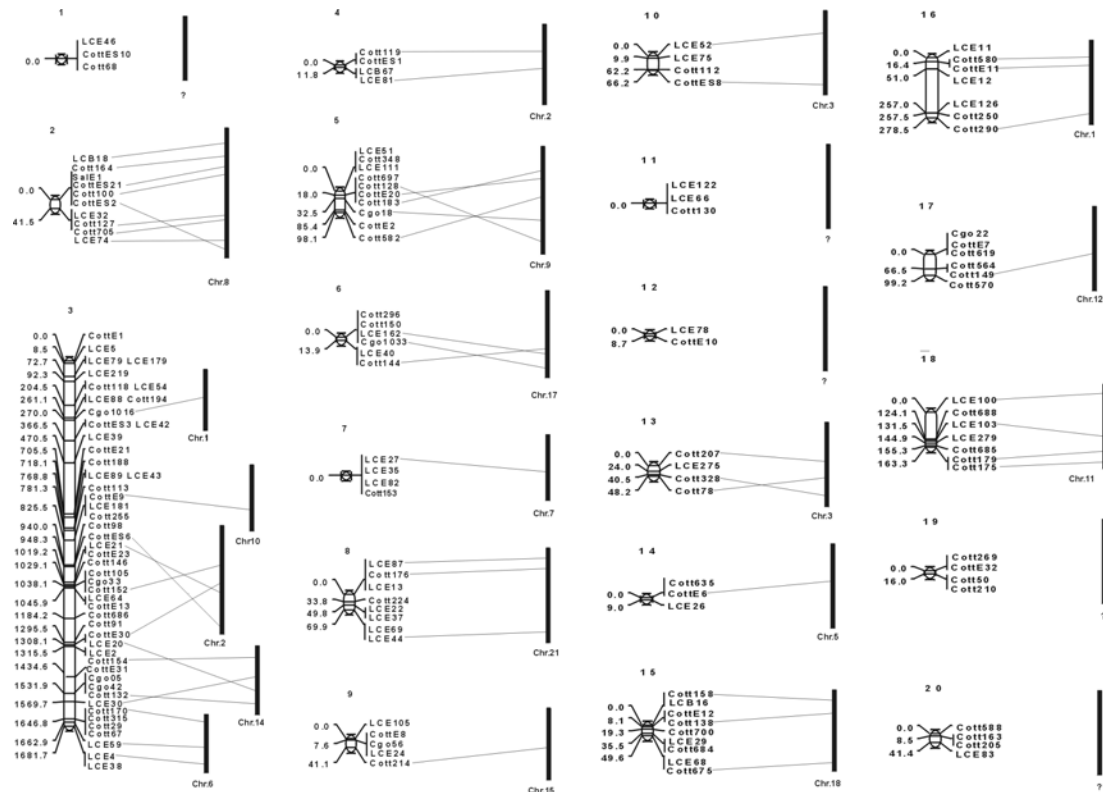 1
LCE46
CottES10
0.0
Cott68
?
2
LCB18
Cott164
SalE1
CottES21
0.0
Cott100
CottES2
41.5
LCE32
Cott127
Cott705
LCE74
Chr.8
3
0.0 CottE1
8.5 LCE5
72.7 LCE79 LCE179
92.3 LCE219
204.5 Cott118 LCE54
261.1 LCE88 Cott194
270.0 Cgo1016
366.5 CottES3 LCE42
470.5 LCE39
Chr.1
705.5 CottE21
718.1 Cott188
768.8 LCE89 LCE43
781.3 Cott113
CottE9
825.5 LCE181
Cott255
Chr10
940.0 Cott98
948.3 CottES6
1019.2 LCE21
CottE23
1029.1 Cott146
Cott105
1038.1 Cgo33
Cott152
1045.9 LCE64
CottE13
1184.2 Cott686
1295.5 Cott91
1308.1 CottE30
1315.5 LCE20
LCE2
Chr.2
1434.6 Cott154
CottE31
1531.9 Cgo05
Cgo42
1569.7 Cott132
LCE30
Chr.14
1646.8 Cott170
Cott315
Cott29
1662.9 Cott67
1681.7 LCE59
LCE4
LCE38
Chr.6
4
Cott119
0.0 CottES1
11.8 LCB67
LCE81
Chr.2
5
LCE51
Cott348
0.0 LCE111
Cott697
Cott128
18.0 CottE20
Cott183
32.5 Cgo18
85.4 CottE2
98.1 Cott582
Chr.9
6
Cott296
Cott150
0.0 LCE162
Cgo1033
13.9 LCE40
Cott144
Chr.17
7
LCE27
LCE35
0.0 LCE82
Cott153
Chr.7
8
LCE87
Cott176
0.0 LCE13
33.8 Cott224
49.8 LCE22
LCE37
69.9 LCE69
LCE44
Chr.21
9
0.0 LCE105
CottE8
7.6 Cgo56
LCE24
41.1 Cott214
Chr.15
10
0.0 LCE52
9.9 LCE75
62.2 Cott112
66.2 CottES8
Chr.3
11
LCE122
0.0 LCE66
Cott130
?
12
0.0 LCE78
8.7 CottE10
?
13
0.0 Cott207
24.0 LCE275
40.5 Cott328
48.2 Cott78
Chr.3
14
Cott635
0.0 CottE6
9.0 LCE26
Chr.5
15
Cott158
0.0 LCB16
8.1 CottE12
Cott138
19.3 Cott700
35.5 LCE29
Cott684
49.6 LCE68
Cott675
Chr.18
16
0.0 LCE11
16.4 Cott580
CottE11
51.0 LCE12
257.0 LCE126
257.5 Cott250
278.5 Cott290
Chr.1
17
Cgo22
0.0 CottE7
Cott619
66.5 Cott564
Cott149
99.2 Cott570
Chr.12
18
0.0 LCE100
124.1 Cott688
131.5 LCE103
144.9 LCE279
155.3 Cott685
163.3 Cott179
Cott175
Chr.11
19
Cott269
0.0 CottE32
16.0 Cott50
Cott210
20
0.0 Cott588
8.5 Cott163
Cott205
41.4 LCE83
?